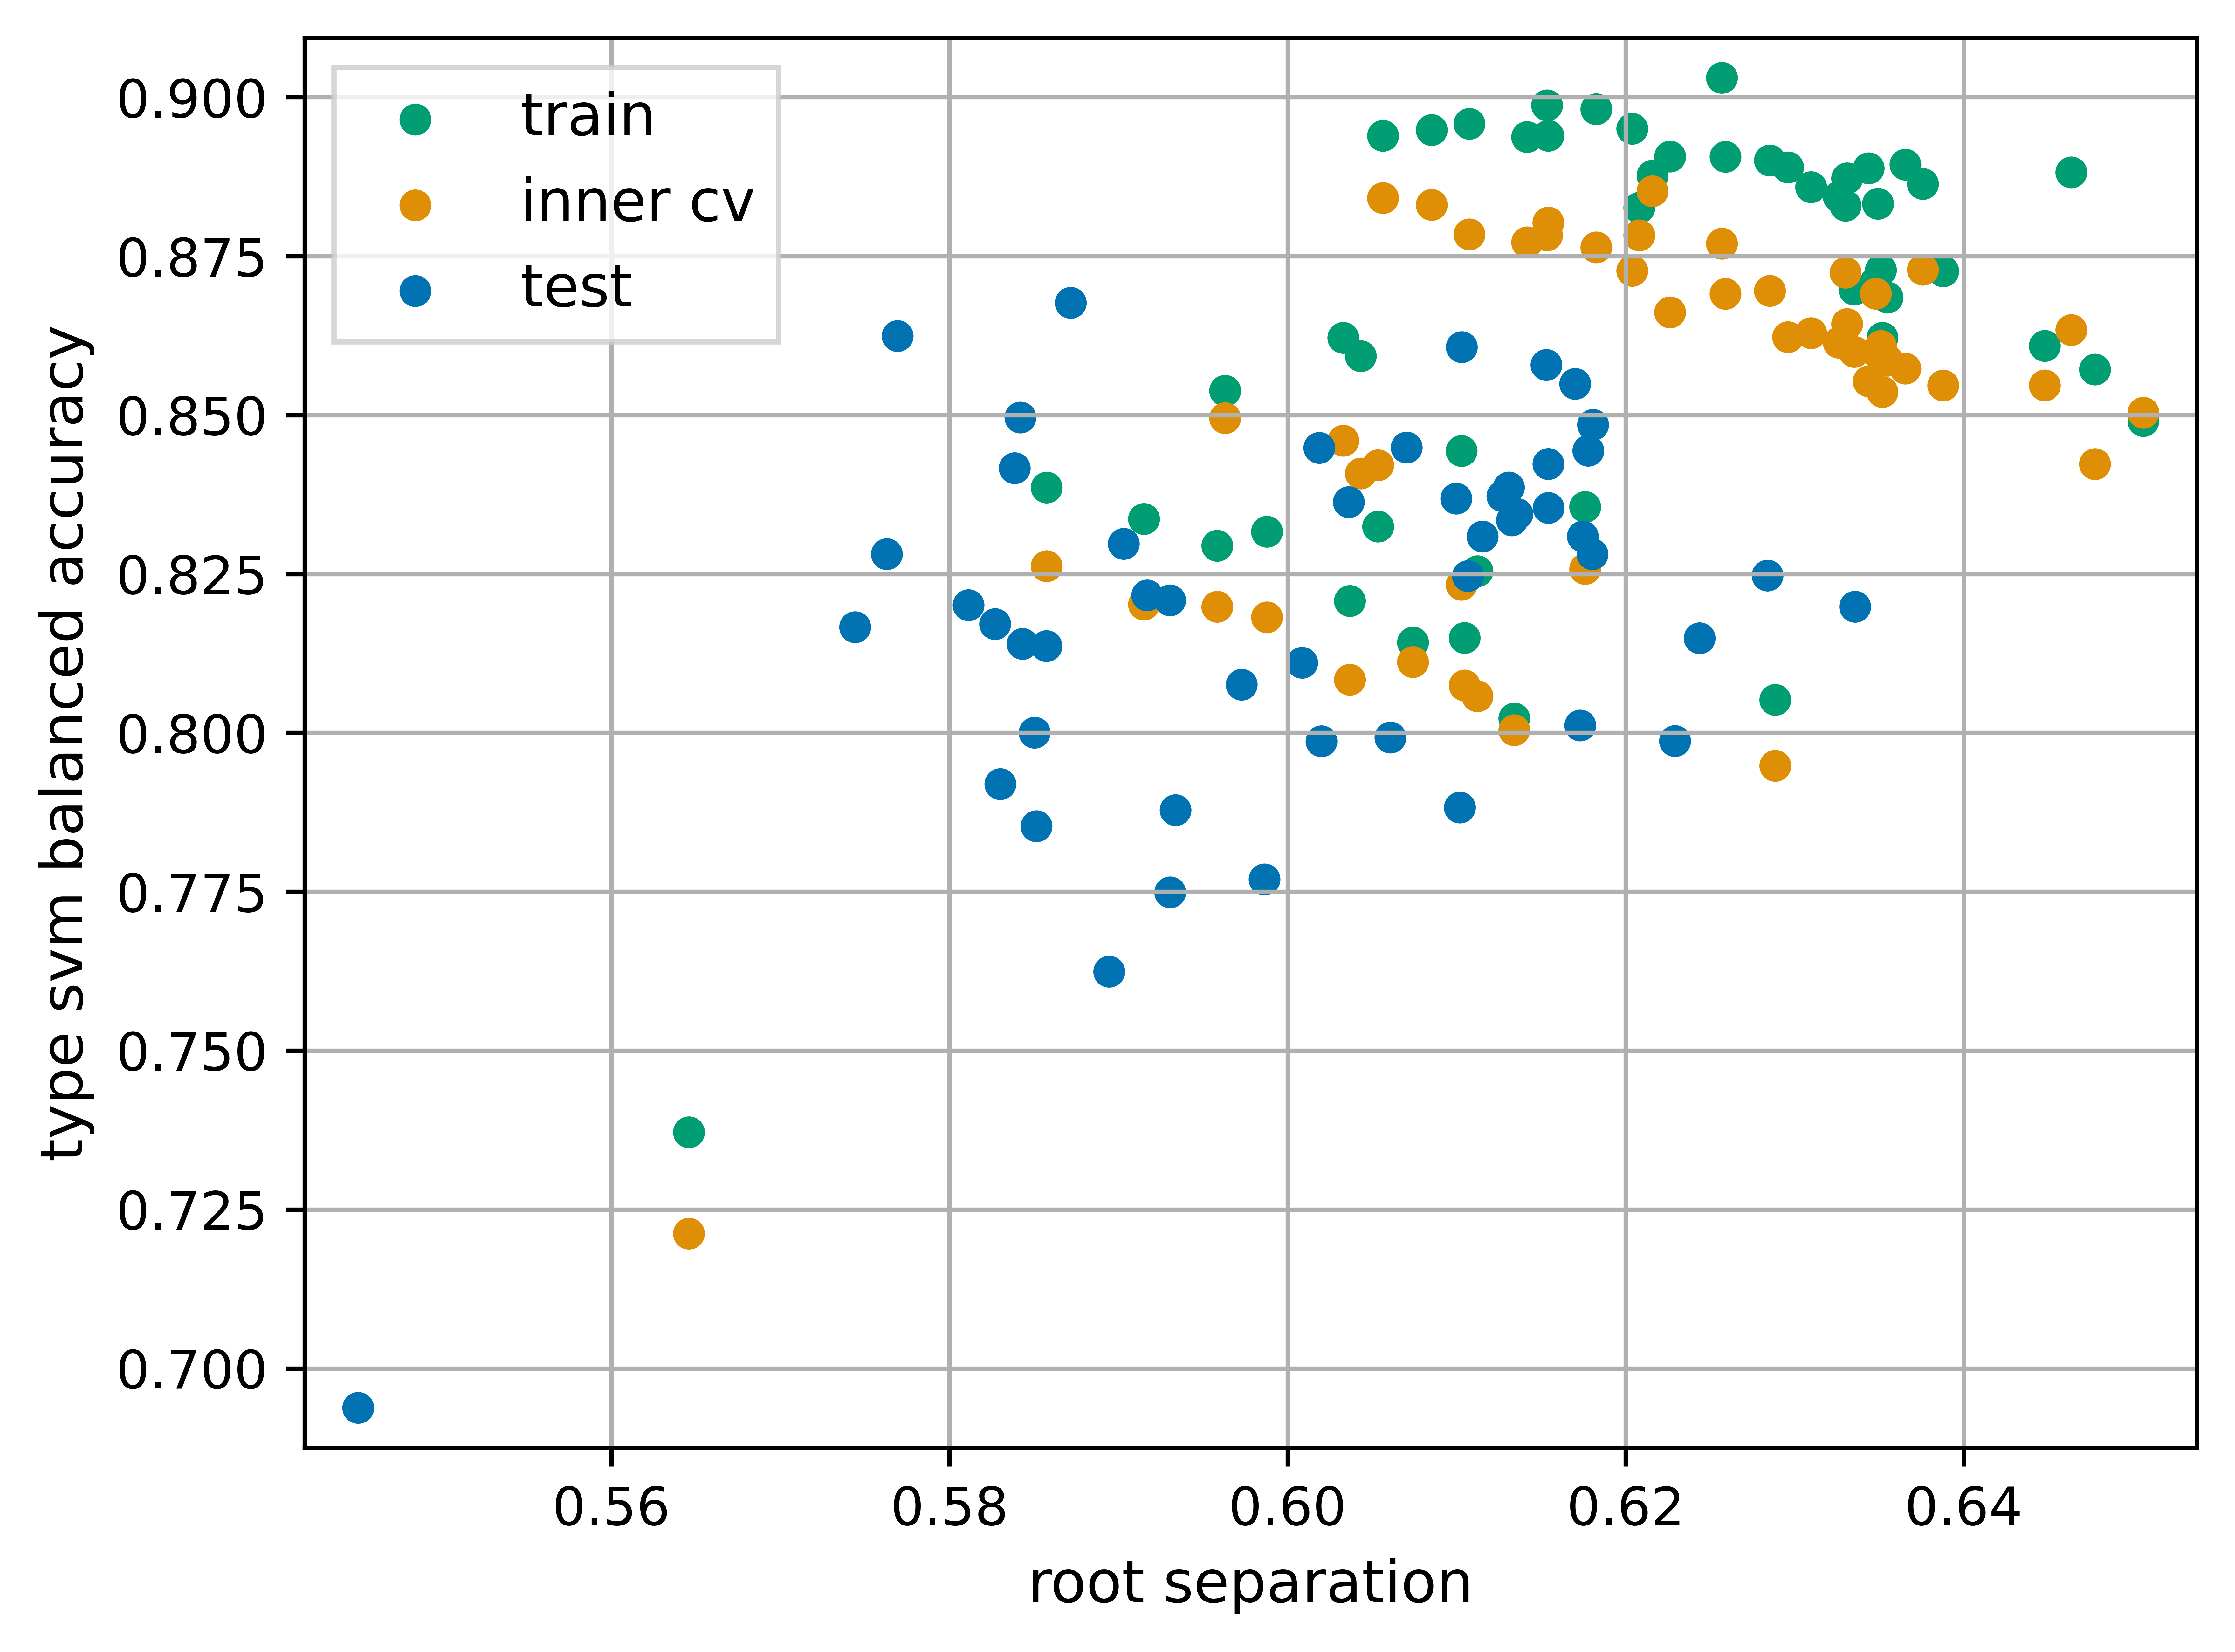 train
inner cv
test
0.900
0.875
0.850
0.825
0.800
0.775
0.750
0.725
0.700
type svm balanced accuracy
0.56 0.58 0.60 0.62 0.64
root separation